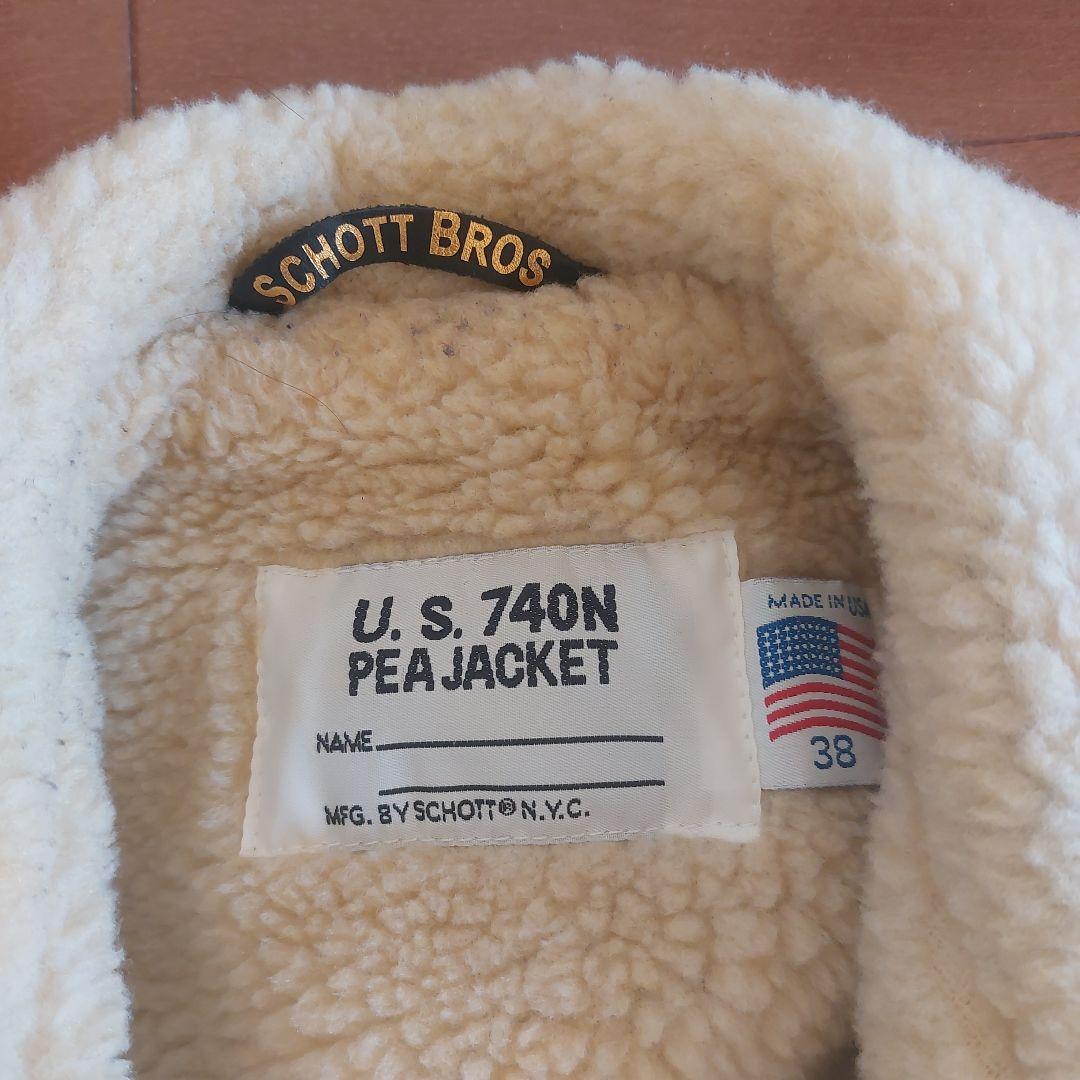 SCHOTT BROS
U. S. 740N
PEA JACKET
NAME
MFG. BY SCHOTT® N.Y.C.
MADE IN USA
38